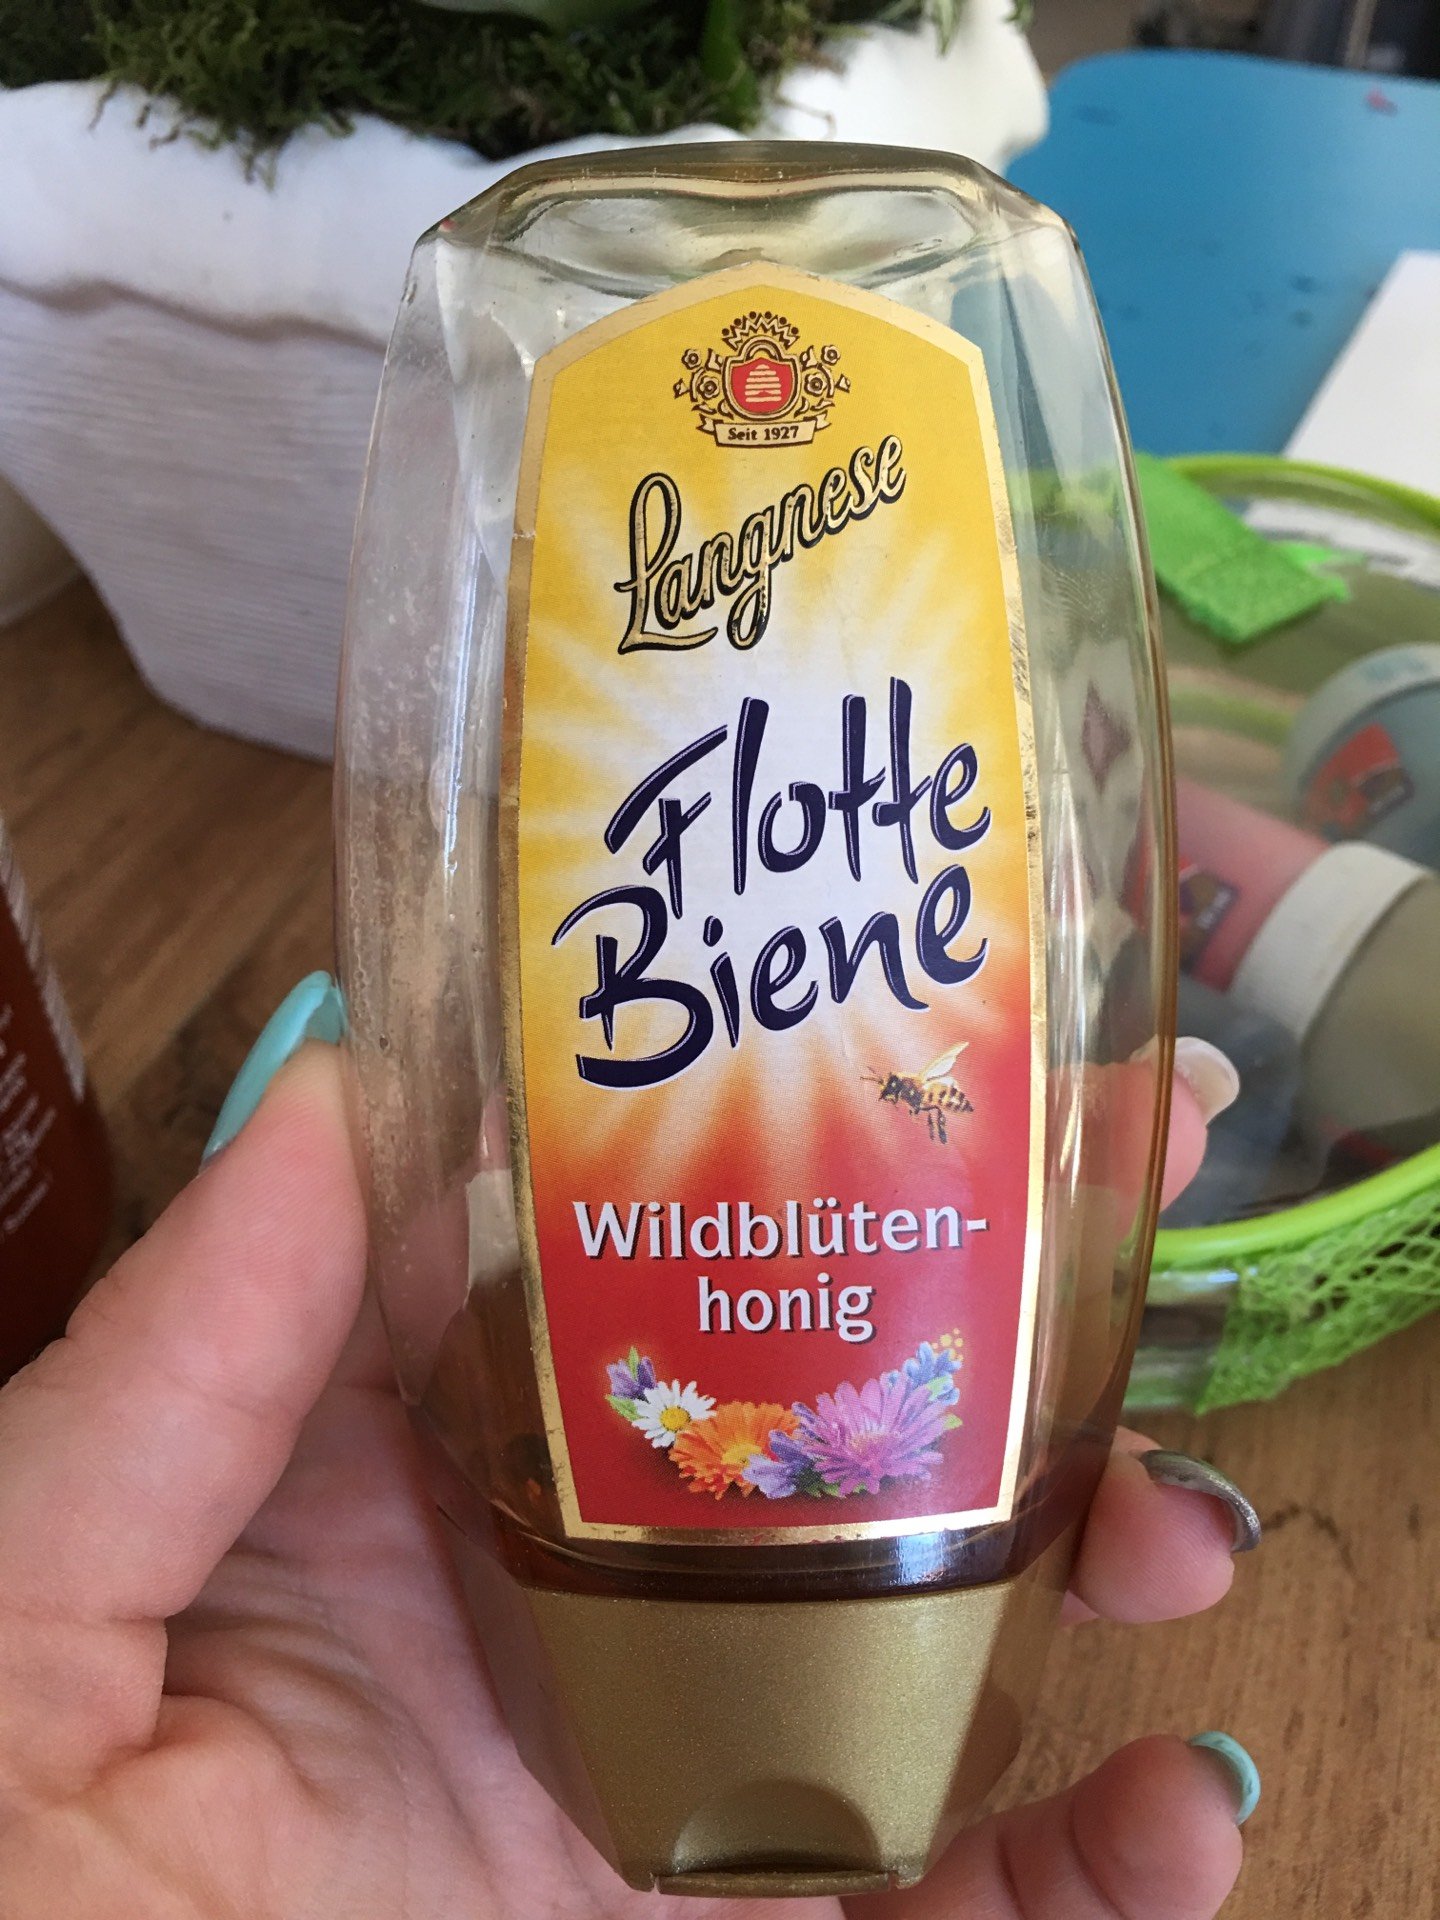 Seit 1927
Langnese
Flotte
Biene
Wildblüten-
honig